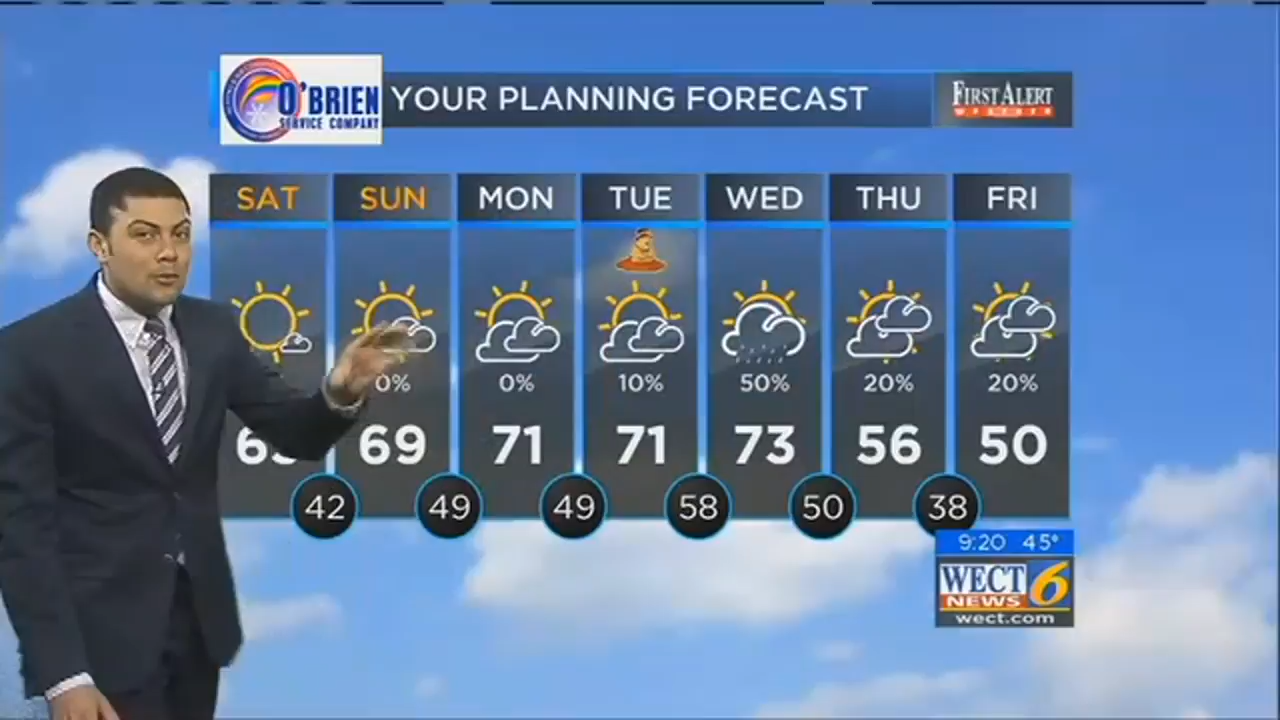 O'BRIEN
SERVICE COMPANY
YOUR PLANNING FORECAST
FIRST ALERT
WEATHER
SAT SUN MON TUE WED THU FRI
0% 0% 10% 50% 20% 20%
69 71 71 73 56 50
42 49 49 58 50 38
9:20 45°
WECT 6
NEWS
wect.com